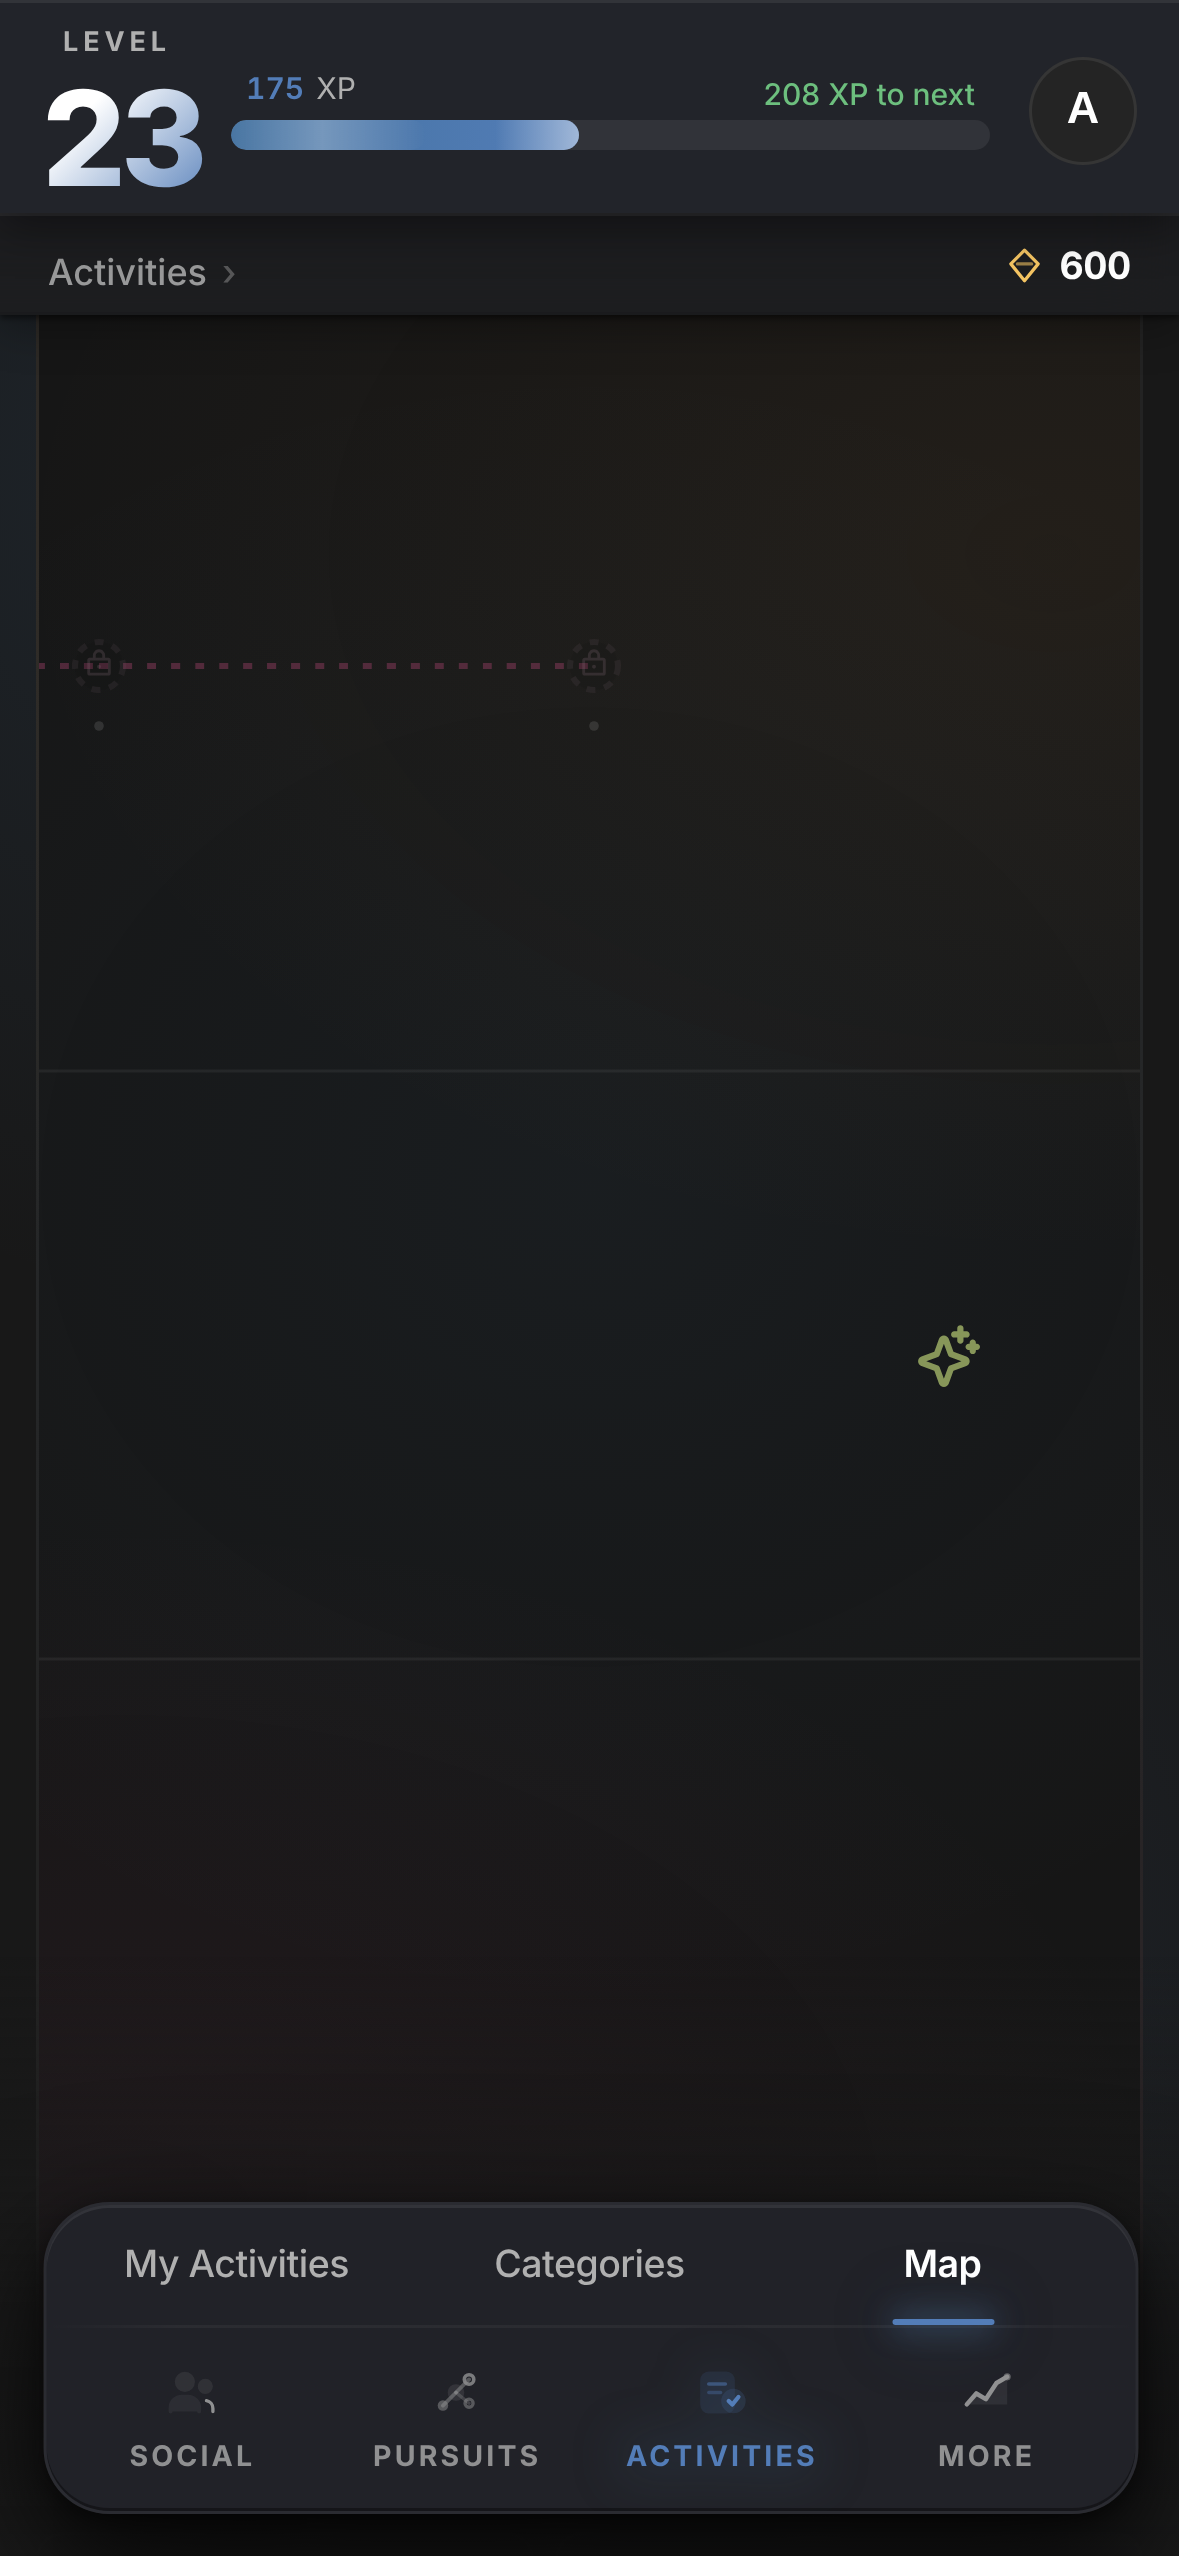 LEVEL
23
175 XP
208 XP to next
A
Activities ›
600
My Activities
Categories
Map
SOCIAL
PURSUITS
ACTIVITIES
MORE